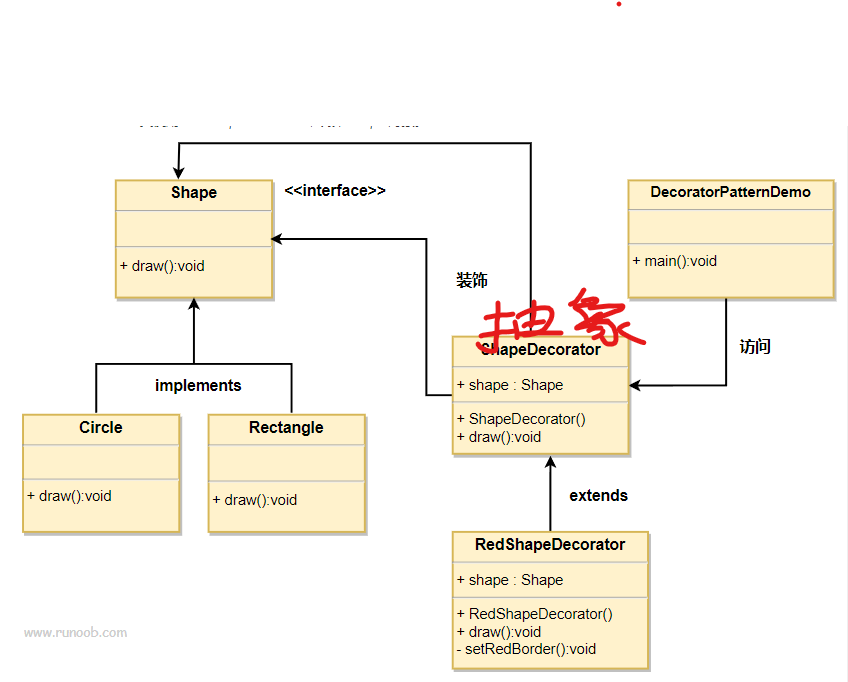 Shape
<<interface>>
+ draw():void
DecoratorPatternDemo
+ main():void
装饰
抽象
访问
ShapeDecorator
+ shape : Shape
+ ShapeDecorator()
+ draw():void
implements
Circle
+ draw():void
Rectangle
+ draw():void
extends
RedShapeDecorator
+ shape : Shape
+ RedShapeDecorator()
+ draw():void
- setRedBorder():void
www.runoob.com